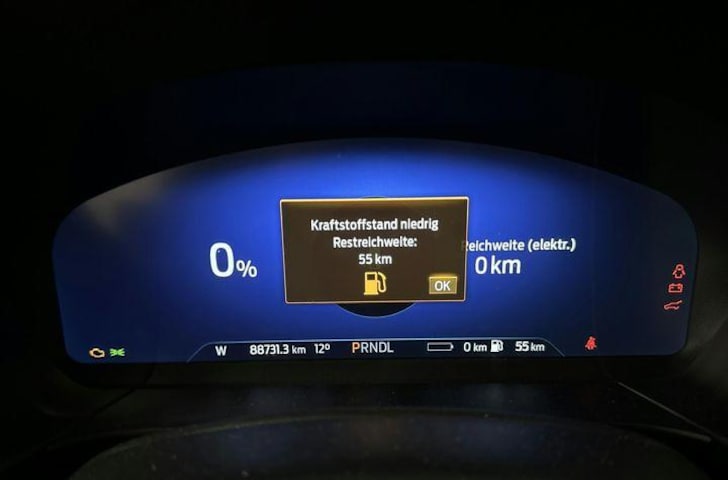 Kraftstoffstand niedrig
Restreichweite:
55 km
OK
0%
Reichweite (elektr.)
0 km
W 88731.3 km 12° PRNDL 0 km 55 km